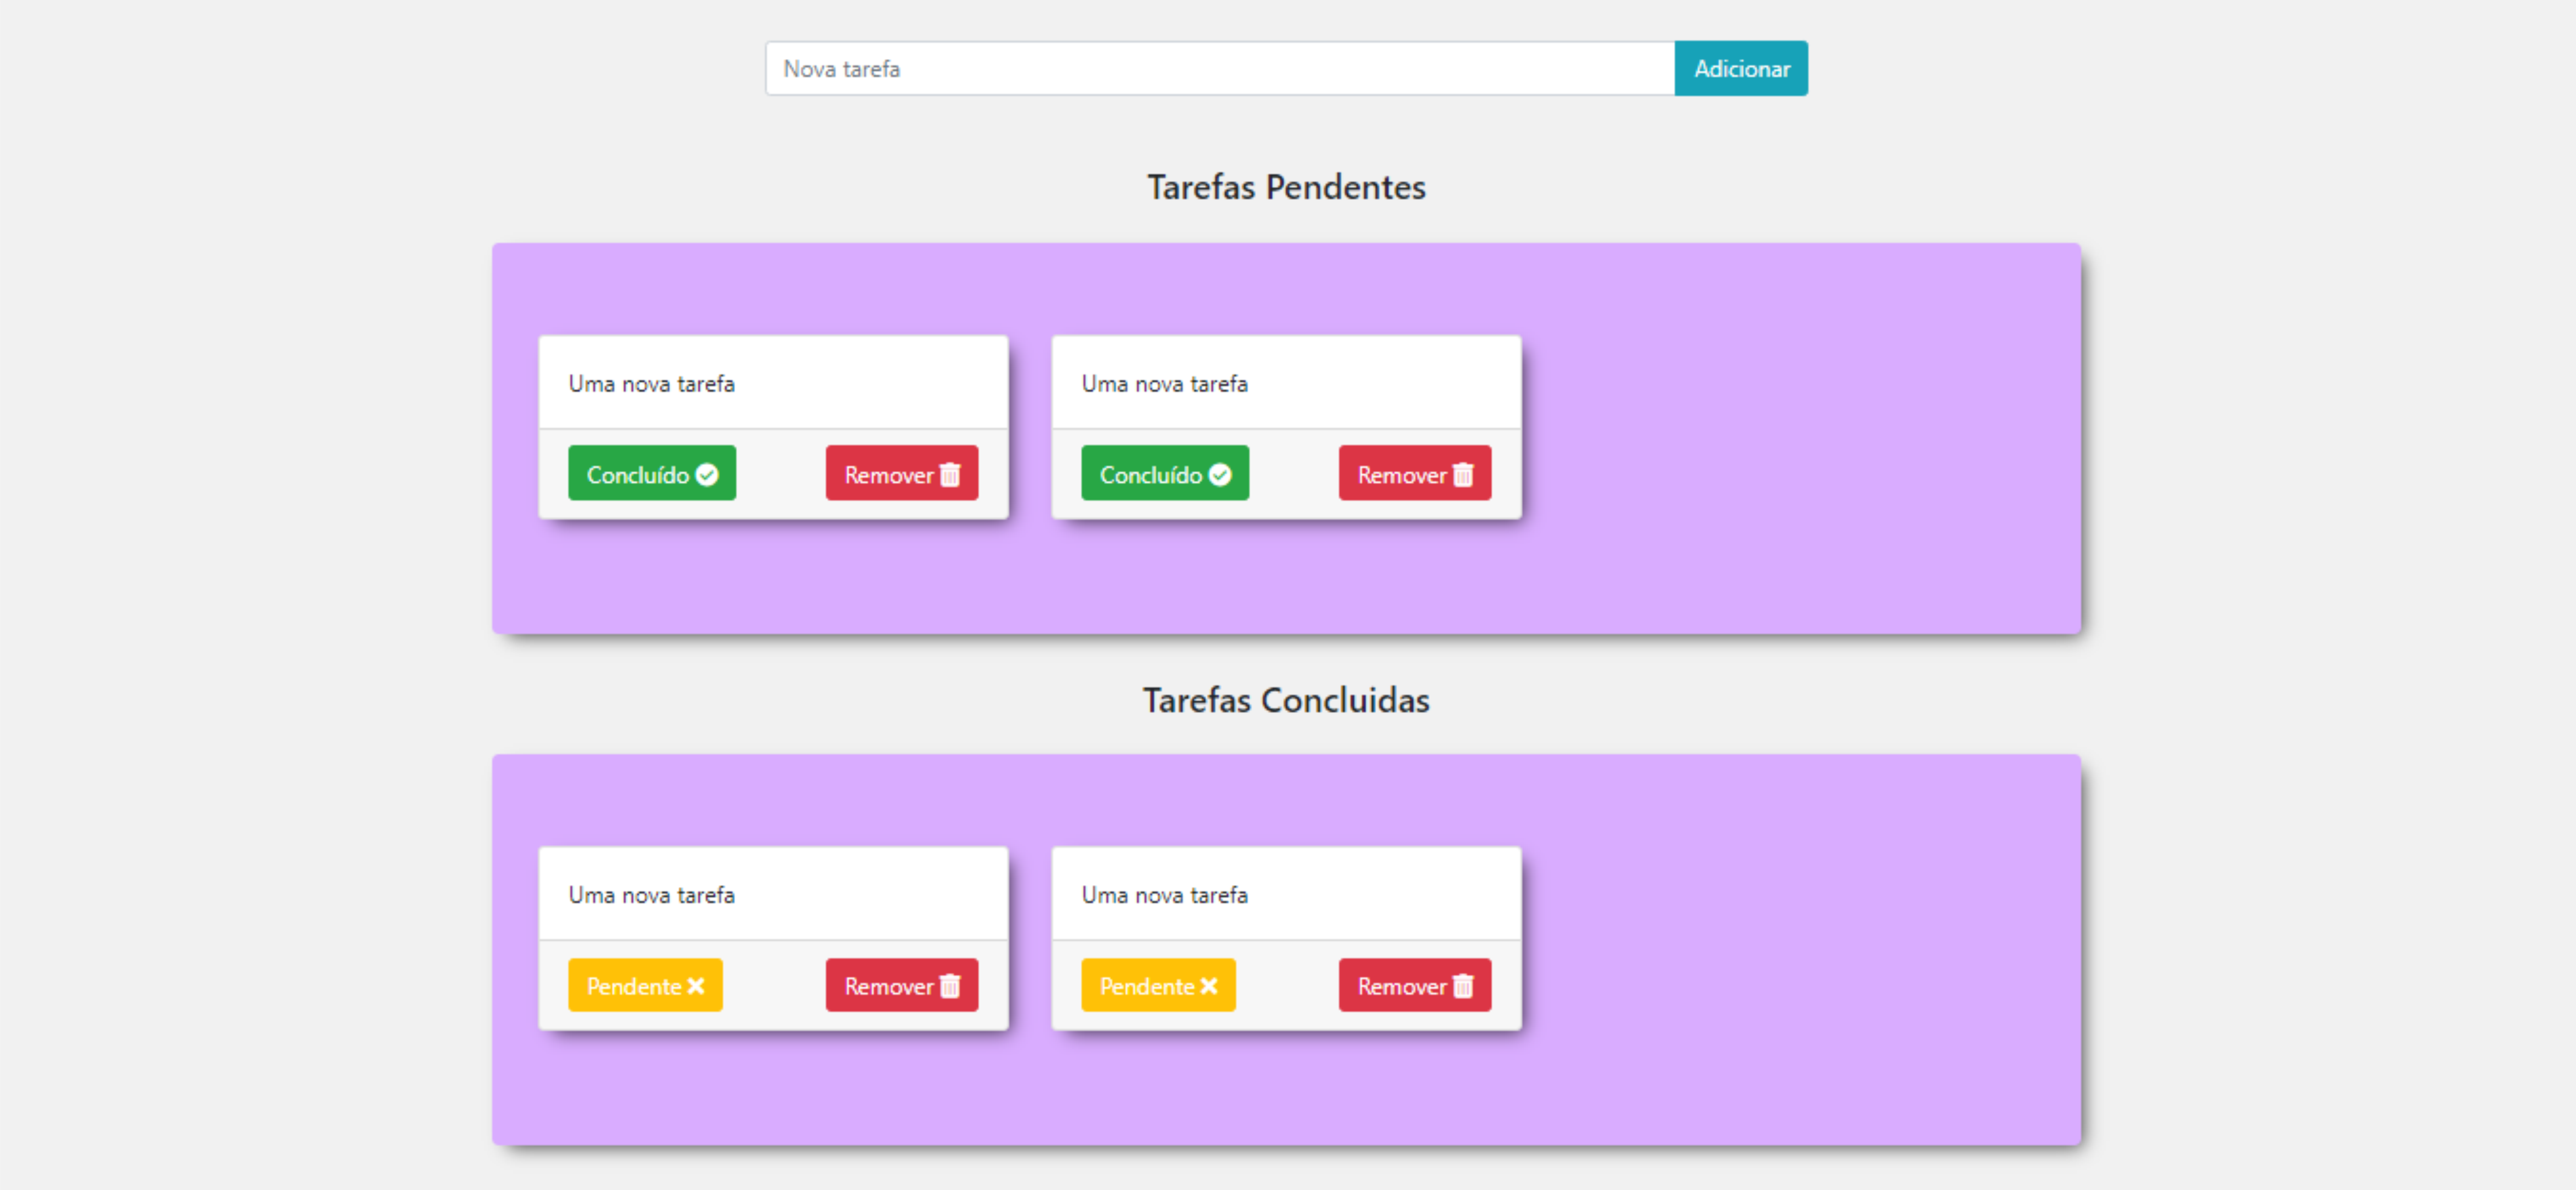 Nova tarefa Adicionar
Tarefas Pendentes
Uma nova tarefa Uma nova tarefa
Concluído Remover Concluído Remover
Tarefas Concluidas
Uma nova tarefa Uma nova tarefa
Pendente Remover Pendente Remover